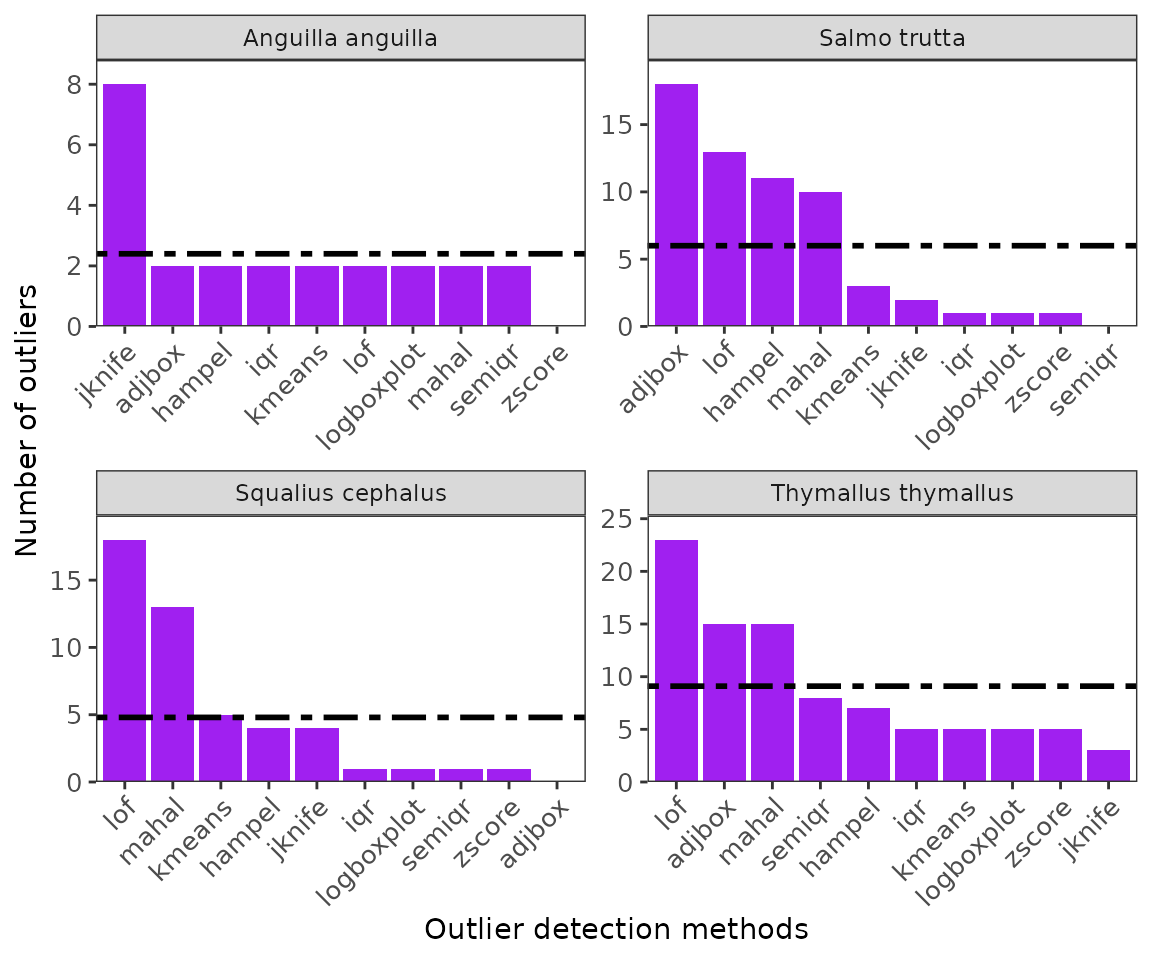 Anguilla anguilla
Salmo trutta
8
6
4
2
0
15
10
5
0
jknife
adjbox
hampel
iqr
kmeans
lof
logboxplot
mahal
semiqr
zscore
adjbox
lof
hampel
mahal
kmeans
jknife
iqr
logboxplot
zscore
semiqr
Number of outliers
Squalius cephalus
Thymallus thymallus
15
10
5
0
25
20
15
10
5
0
lof
mahal
kmeans
hampel
jknife
iqr
logboxplot
semiqr
zscore
adjbox
lof
adjbox
mahal
semiqr
hampel
iqr
kmeans
logboxplot
zscore
jknife
Outlier detection methods